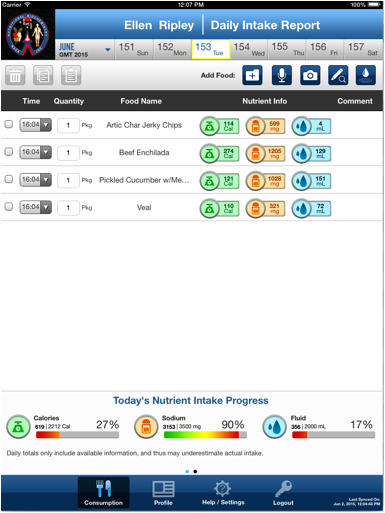 Carrier 12:07 PM 100%
Ellen Ripley Daily Intake Report
JUNE GMT 2015 151 Sun 152 Mon 153 Tue 154 Wed 155 Thu 156 Fri 157 Sat
Add Food:
Time Quantity Food Name Nutrient Info Comment
16:04 1 Pkg Artic Char Jerky Chips 114 Cal 599 mg 4 mL
16:04 1 Pkg Beef Enchilada 274 Cal 1205 mg 129 mL
16:04 1 Pkg Pickled Cucumber w/Me... 121 Cal 1028 mg 151 mL
16:04 1 Pkg Veal 110 Cal 321 mg 72 mL
Today's Nutrient Intake Progress
Calories Sodium Fluid
619 | 2212 Cal 27% 3153 | 3500 mg 90% 356 | 2000 mL 17%
Daily totals only include available information, and thus may underestimate actual intake.
Consumption Profile Help / Settings Logout
Last Synced On:
Jun 2, 2015, 12:04:48 PM